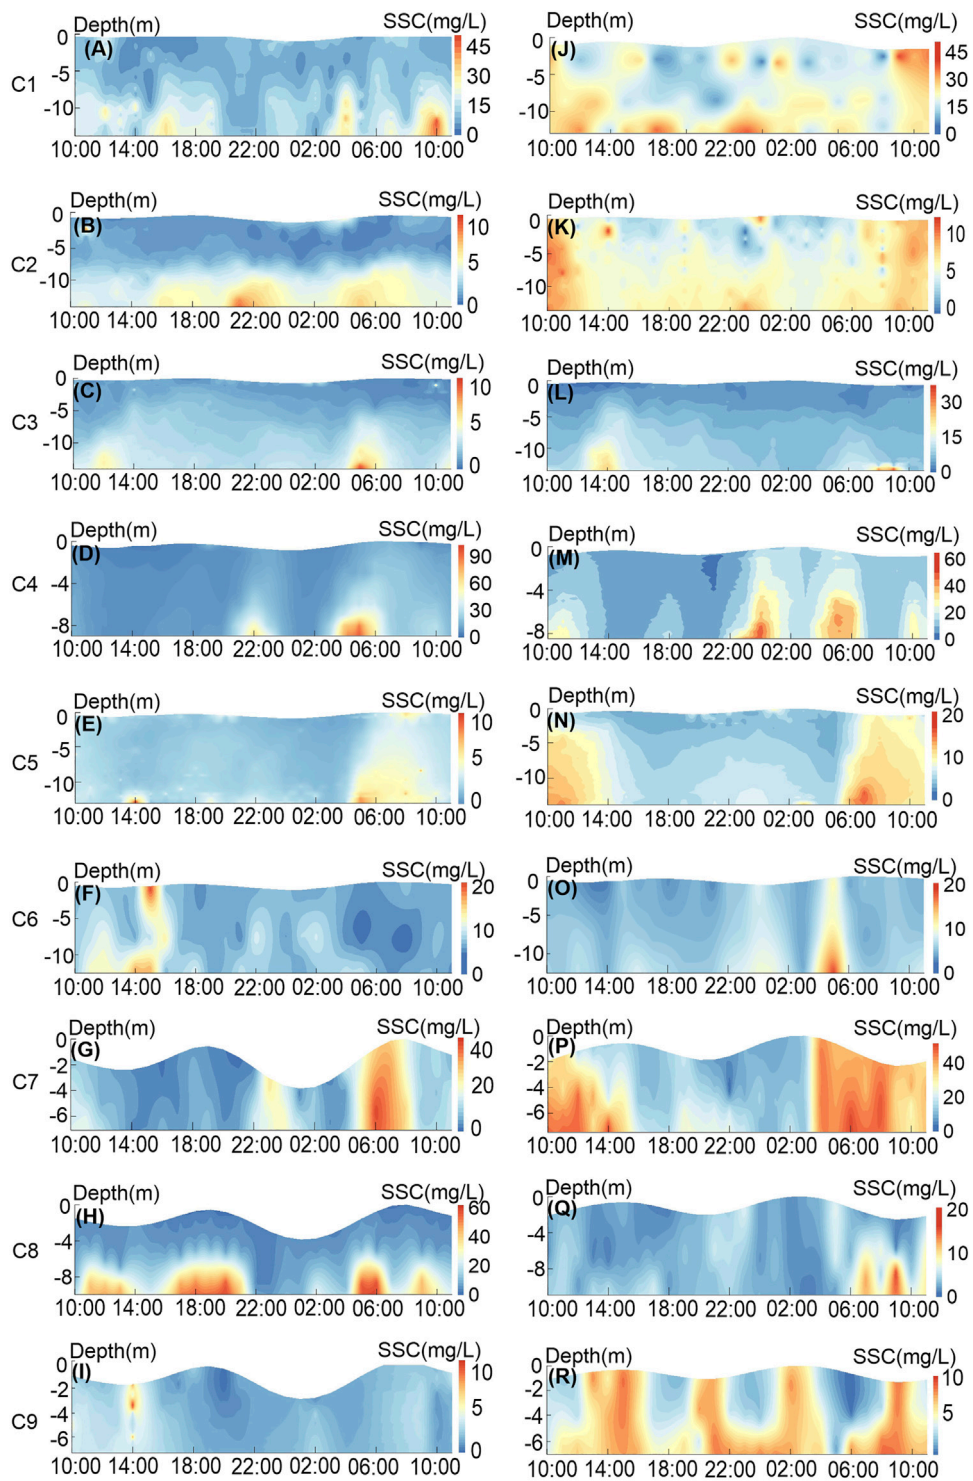 Depth(m) SSC(mg/L) Depth(m) SSC(mg/L)
C1 (A) 0 -5 -10 45 30 15 0 (J) 0 -5 -10 45 30 15 0
10:00 14:00 18:00 22:00 02:00 06:00 10:00 10:00 14:00 18:00 22:00 02:00 06:00 10:00
Depth(m) SSC(mg/L) Depth(m) SSC(mg/L)
C2 (B) 0 -5 -10 10 5 0 (K) 0 -5 -10 10 5 0
10:00 14:00 18:00 22:00 02:00 06:00 10:00 10:00 14:00 18:00 22:00 02:00 06:00 10:00
Depth(m) SSC(mg/L) Depth(m) SSC(mg/L)
C3 (C) 0 -5 -10 10 5 0 (L) 0 -5 -10 30 15 0
10:00 14:00 18:00 22:00 02:00 06:00 10:00 10:00 14:00 18:00 22:00 02:00 06:00 10:00
Depth(m) SSC(mg/L) Depth(m) SSC(mg/L)
C4 (D) 0 -4 -8 90 60 30 0 (M) 0 -4 -8 60 40 20 0
10:00 14:00 18:00 22:00 02:00 06:00 10:00 10:00 14:00 18:00 22:00 02:00 06:00 10:00
Depth(m) SSC(mg/L) Depth(m) SSC(mg/L)
C5 (E) 0 -5 -10 10 5 0 (N) 0 -5 -10 20 10 0
10:00 14:00 18:00 22:00 02:00 06:00 10:00 10:00 14:00 18:00 22:00 02:00 06:00 10:00
Depth(m) SSC(mg/L) Depth(m) SSC(mg/L)
C6 (F) 0 -5 -10 20 10 0 (O) 0 -5 -10 20 10 0
10:00 14:00 18:00 22:00 02:00 06:00 10:00 10:00 14:00 18:00 22:00 02:00 06:00 10:00
Depth(m) SSC(mg/L) Depth(m) SSC(mg/L)
C7 (G) 0 -2 -4 -6 40 20 0 (P) 0 -2 -4 -6 40 20 0
10:00 14:00 18:00 22:00 02:00 06:00 10:00 10:00 14:00 18:00 22:00 02:00 06:00 10:00
Depth(m) SSC(mg/L) Depth(m) SSC(mg/L)
C8 (H) 0 -4 -8 60 40 20 0 (Q) 0 -4 -8 20 10 0
10:00 14:00 18:00 22:00 02:00 06:00 10:00 10:00 14:00 18:00 22:00 02:00 06:00 10:00
Depth(m) SSC(mg/L) Depth(m) SSC(mg/L)
C9 (I) 0 -2 -4 -6 10 5 0 (R) 0 -2 -4 -6 10 5
10:00 14:00 18:00 22:00 02:00 06:00 10:00 10:00 14:00 18:00 22:00 02:00 06:00 10:00